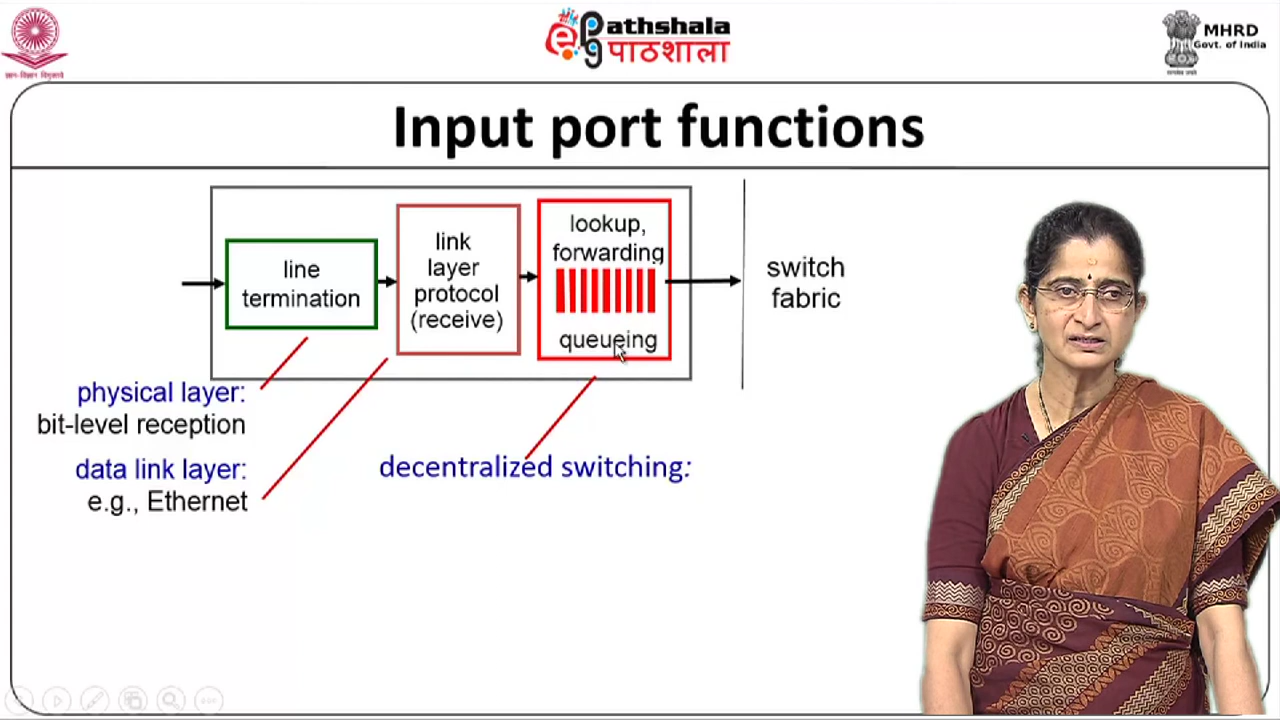 Pathshala
पाठशाला
MHRD
Govt. of India
Input port functions
line
termination
link
layer
protocol
(receive)
lookup,
forwarding
queueing
switch
fabric
physical layer:
bit-level reception
data link layer:
e.g., Ethernet
decentralized switching: